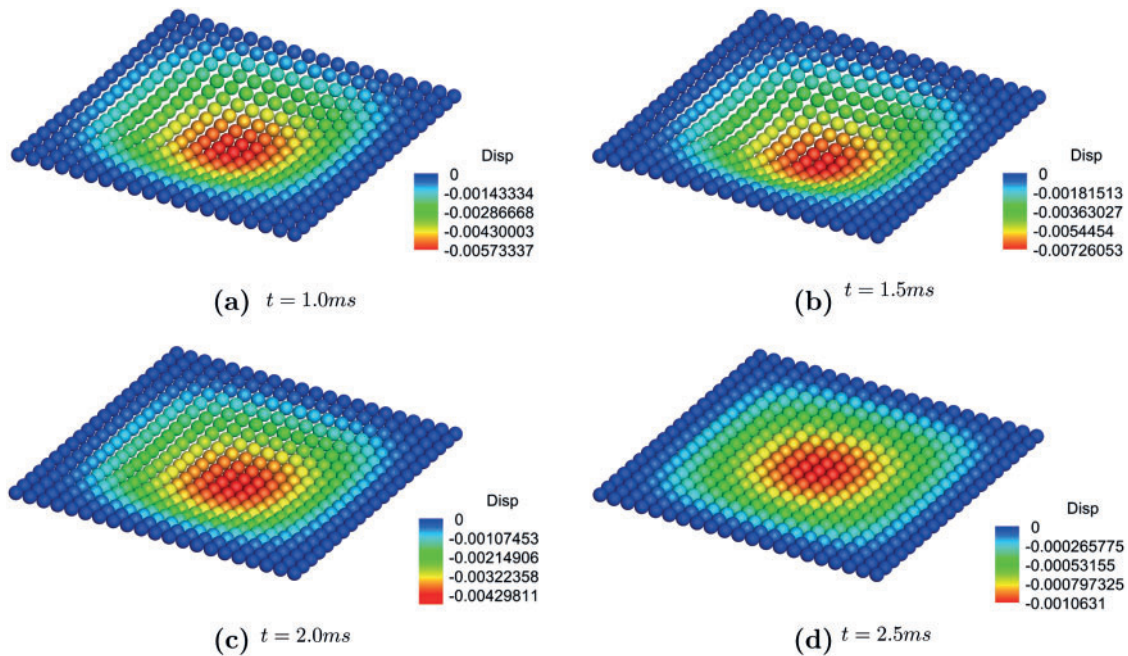 Disp
0
-0.00143334
-0.00286668
-0.00430003
-0.00573337
(a) t = 1.0ms
Disp
0
-0.00181513
-0.00363027
-0.0054454
-0.00726053
(b) t = 1.5ms
Disp
0
-0.00107453
-0.00214906
-0.00322358
-0.00429811
(c) t = 2.0ms
Disp
0
-0.000265775
-0.00053155
-0.000797325
-0.0010631
(d) t = 2.5ms